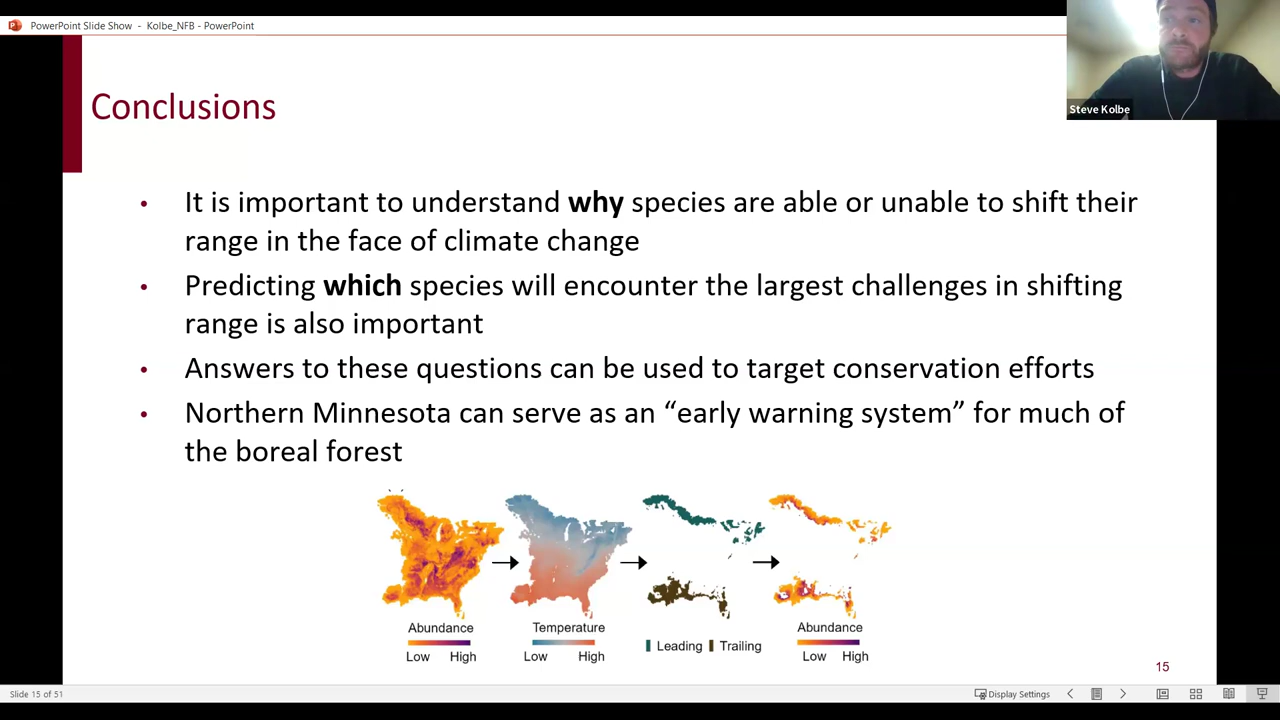 PowerPoint Slide Show - Kolbe_NFB - PowerPoint
Steve Kolbe
Conclusions
• It is important to understand why species are able or unable to shift their
range in the face of climate change
• Predicting which species will encounter the largest challenges in shifting
range is also important
• Answers to these questions can be used to target conservation efforts
• Northern Minnesota can serve as an “early warning system” for much of
the boreal forest
Abundance
Low High
Temperature
Low High
Leading Trailing
Abundance
Low High
15
Slide 15 of 51
Display Settings